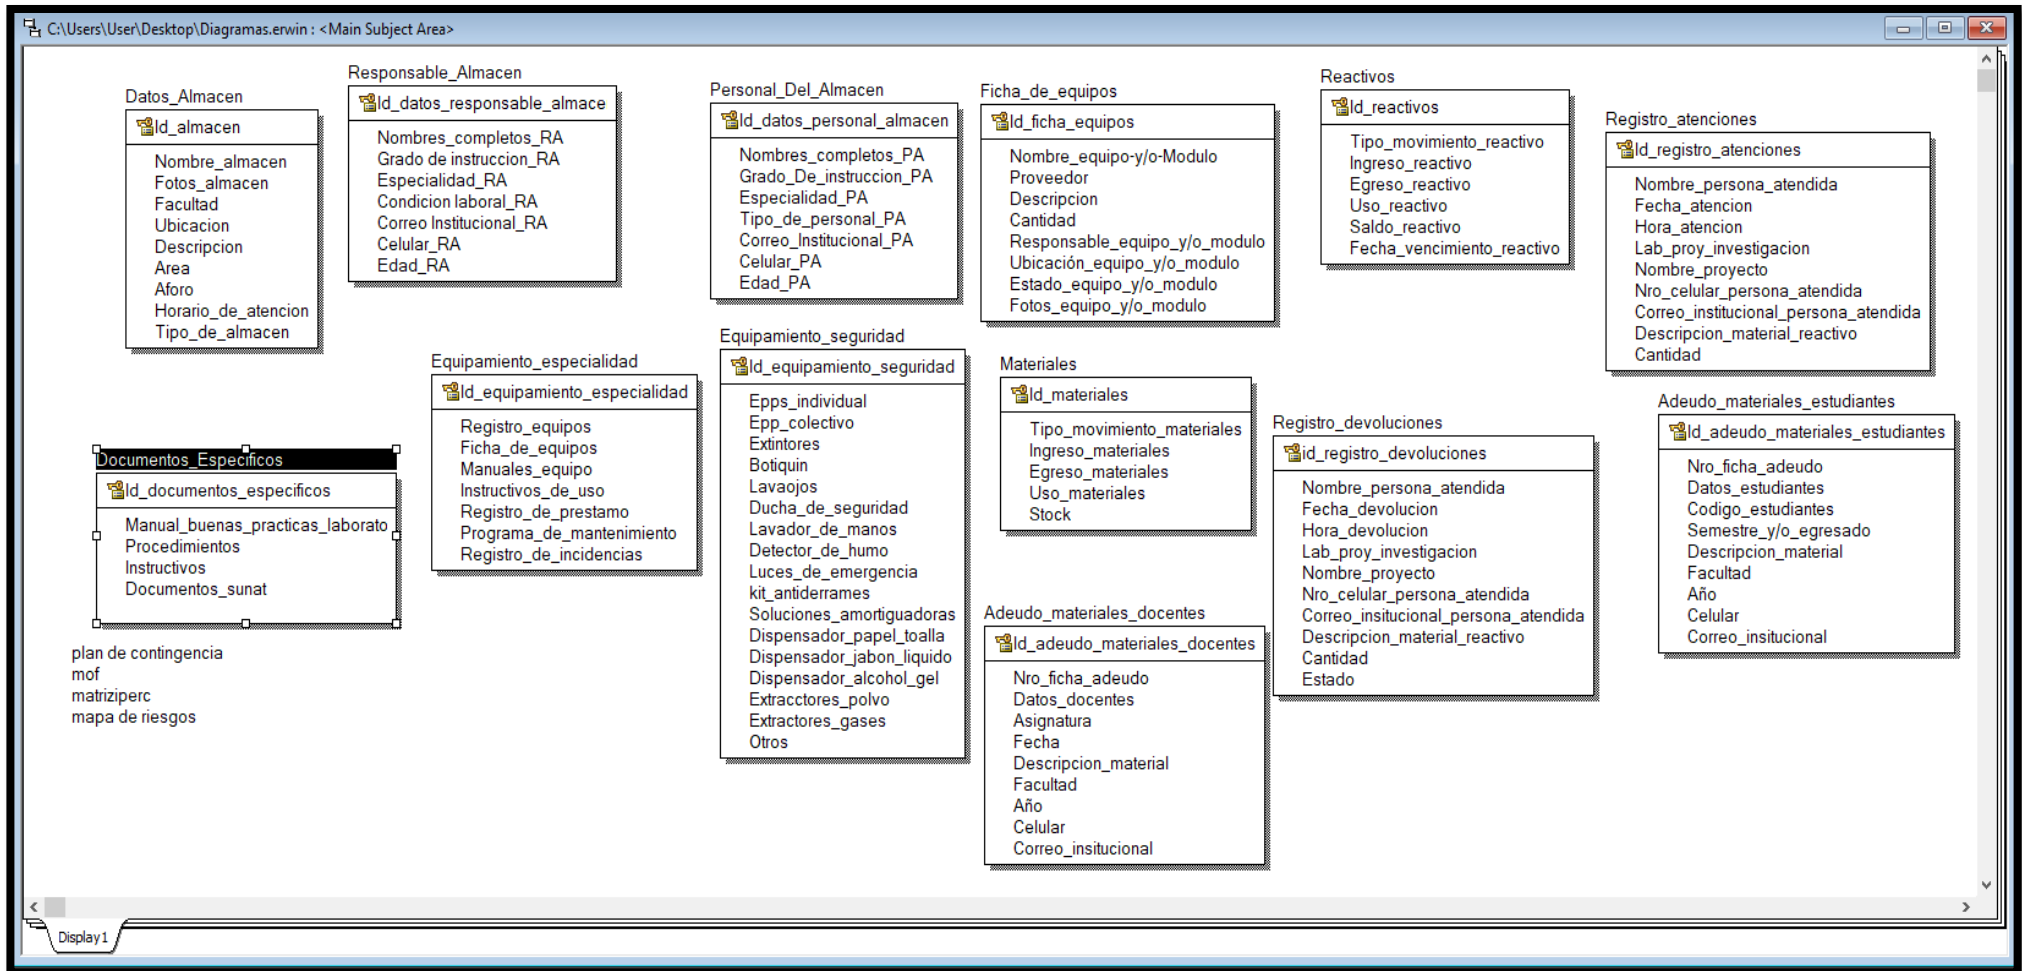 C:\Users\User\Desktop\Diagramas.erwin : <Main Subject Area>
Datos_Almacen
Id_almacen
Nombre_almacen
Fotos_almacen
Facultad
Ubicacion
Descripcion
Area
Aforo
Horario_de_atencion
Tipo_de_almacen
Responsable_Almacen
Id_datos_responsable_almace
Nombres_completos_RA
Grado de instruccion_RA
Especialidad_RA
Condicion laboral_RA
Correo Institucional_RA
Celular_RA
Edad_RA
Personal_Del_Almacen
Id_datos_personal_almacen
Nombres_completos_PA
Grado_De_instruccion_PA
Especialidad_PA
Tipo_de_personal_PA
Correo_Institucional_PA
Celular_PA
Edad_PA
Ficha_de_equipos
Id_ficha_equipos
Nombre_equipo-y/o-Modulo
Proveedor
Descripcion
Cantidad
Responsable_equipo_y/o_modulo
Ubicación_equipo_y/o_modulo
Estado_equipo_y/o_modulo
Fotos_equipo_y/o_modulo
Reactivos
Id_reactivos
Tipo_movimiento_reactivo
Ingreso_reactivo
Egreso_reactivo
Uso_reactivo
Saldo_reactivo
Fecha_vencimiento_reactivo
Registro_atenciones
Id_registro_atenciones
Nombre_persona_atendida
Fecha_atencion
Hora_atencion
Lab_proy_investigacion
Nombre_proyecto
Nro_celular_persona_atendida
Correo_institucional_persona_atendida
Descripcion_material_reactivo
Cantidad
Documentos_Especificos
Id_documentos_especificos
Manual_buenas_practicas_laborato
Procedimientos
Instructivos
Documentos_sunat
plan de contingencia
mof
matriziperc
mapa de riesgos
Equipamiento_especialidad
Id_equipamiento_especialidad
Registro_equipos
Ficha_de_equipos
Manuales_equipo
Instructivos_de_uso
Registro_de_prestamo
Programa_de_mantenimiento
Registro_de_incidencias
Equipamiento_seguridad
Id_equipamiento_seguridad
Epps_individual
Epp_colectivo
Extintores
Botiquin
Lavaojos
Ducha_de_seguridad
Lavador_de_manos
Detector_de_humo
Luces_de_emergencia
kit_antiderrames
Soluciones_amortiguadoras
Dispensador_papel_toalla
Dispensador_jabon_liquido
Dispensador_alcohol_gel
Extracctores_polvo
Extractores_gases
Otros
Materiales
Id_materiales
Tipo_movimiento_materiales
Ingreso_materiales
Egreso_materiales
Uso_materiales
Stock
Adeudo_materiales_docentes
Id_adeudo_materiales_docentes
Nro_ficha_adeudo
Datos_docentes
Asignatura
Fecha
Descripcion_material
Facultad
Año
Celular
Correo_insitucional
Registro_devoluciones
id_registro_devoluciones
Nombre_persona_atendida
Fecha_devolucion
Hora_devolucion
Lab_proy_investigacion
Nombre_proyecto
Nro_celular_persona_atendida
Correo_insitucional_persona_atendida
Descripcion_material_reactivo
Cantidad
Estado
Adeudo_materiales_estudiantes
Id_adeudo_materiales_estudiantes
Nro_ficha_adeudo
Datos_estudiantes
Codigo_estudiantes
Semestre_y/o_egresado
Descripcion_material
Facultad
Año
Celular
Correo_insitucional
Display1